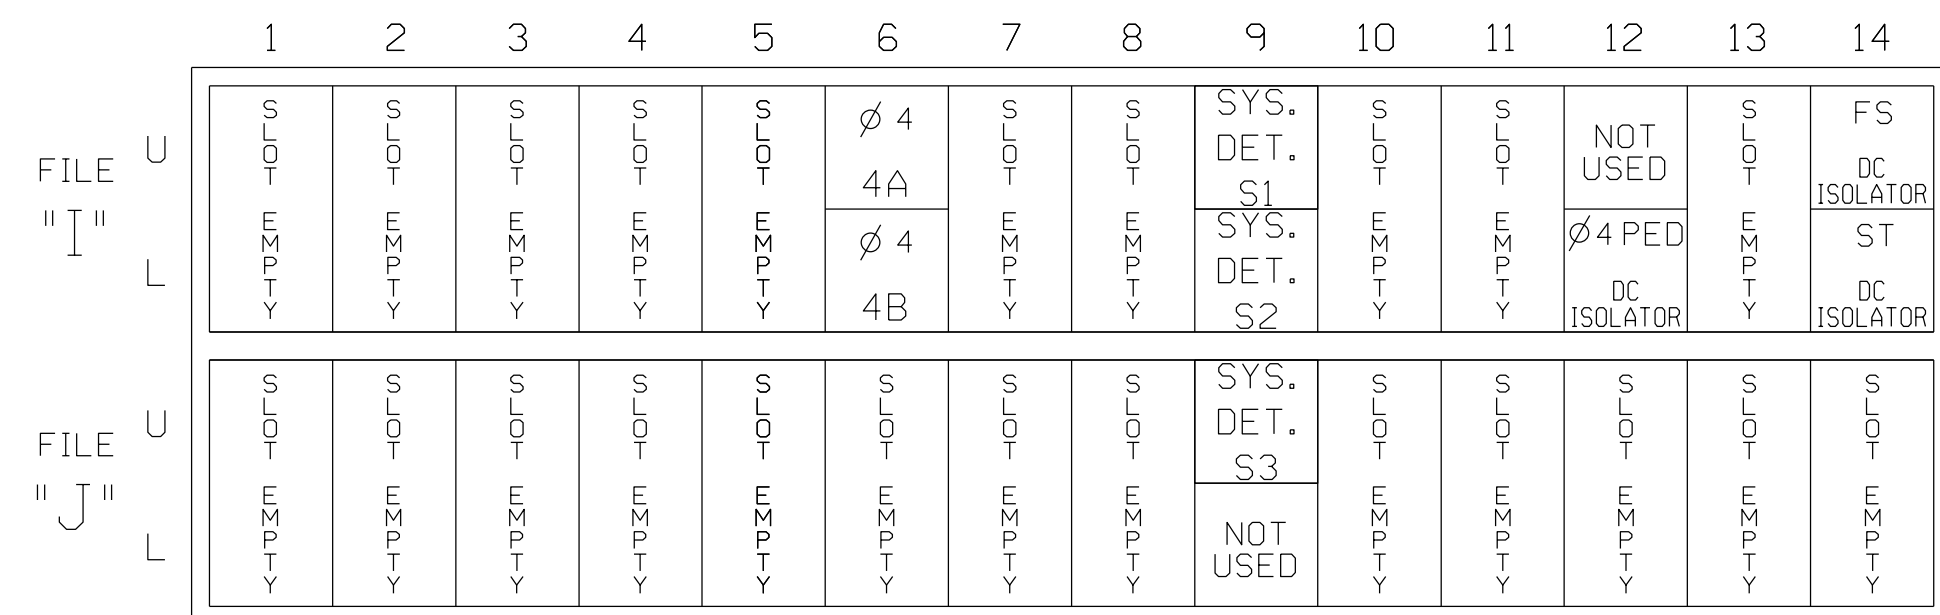 1 2 3 4 5 6 7 8 9 10 11 12 13 14
FILE "I"
U
L
SLOT EMPTY
SLOT EMPTY
SLOT EMPTY
SLOT EMPTY
SLOT EMPTY
Ø 4
4A
Ø 4
4B
SLOT EMPTY
SLOT EMPTY
SYS.
DET.
S1
SYS.
DET.
S2
SLOT EMPTY
SLOT EMPTY
NOT
USED
Ø 4 PED
DC
ISOLATOR
SLOT EMPTY
FS
DC
ISOLATOR
ST
DC
ISOLATOR
FILE "J"
U
L
SLOT EMPTY
SLOT EMPTY
SLOT EMPTY
SLOT EMPTY
SLOT EMPTY
SLOT EMPTY
SLOT EMPTY
SLOT EMPTY
SYS.
DET.
S3
NOT
USED
SLOT EMPTY
SLOT EMPTY
SLOT EMPTY
SLOT EMPTY
SLOT EMPTY